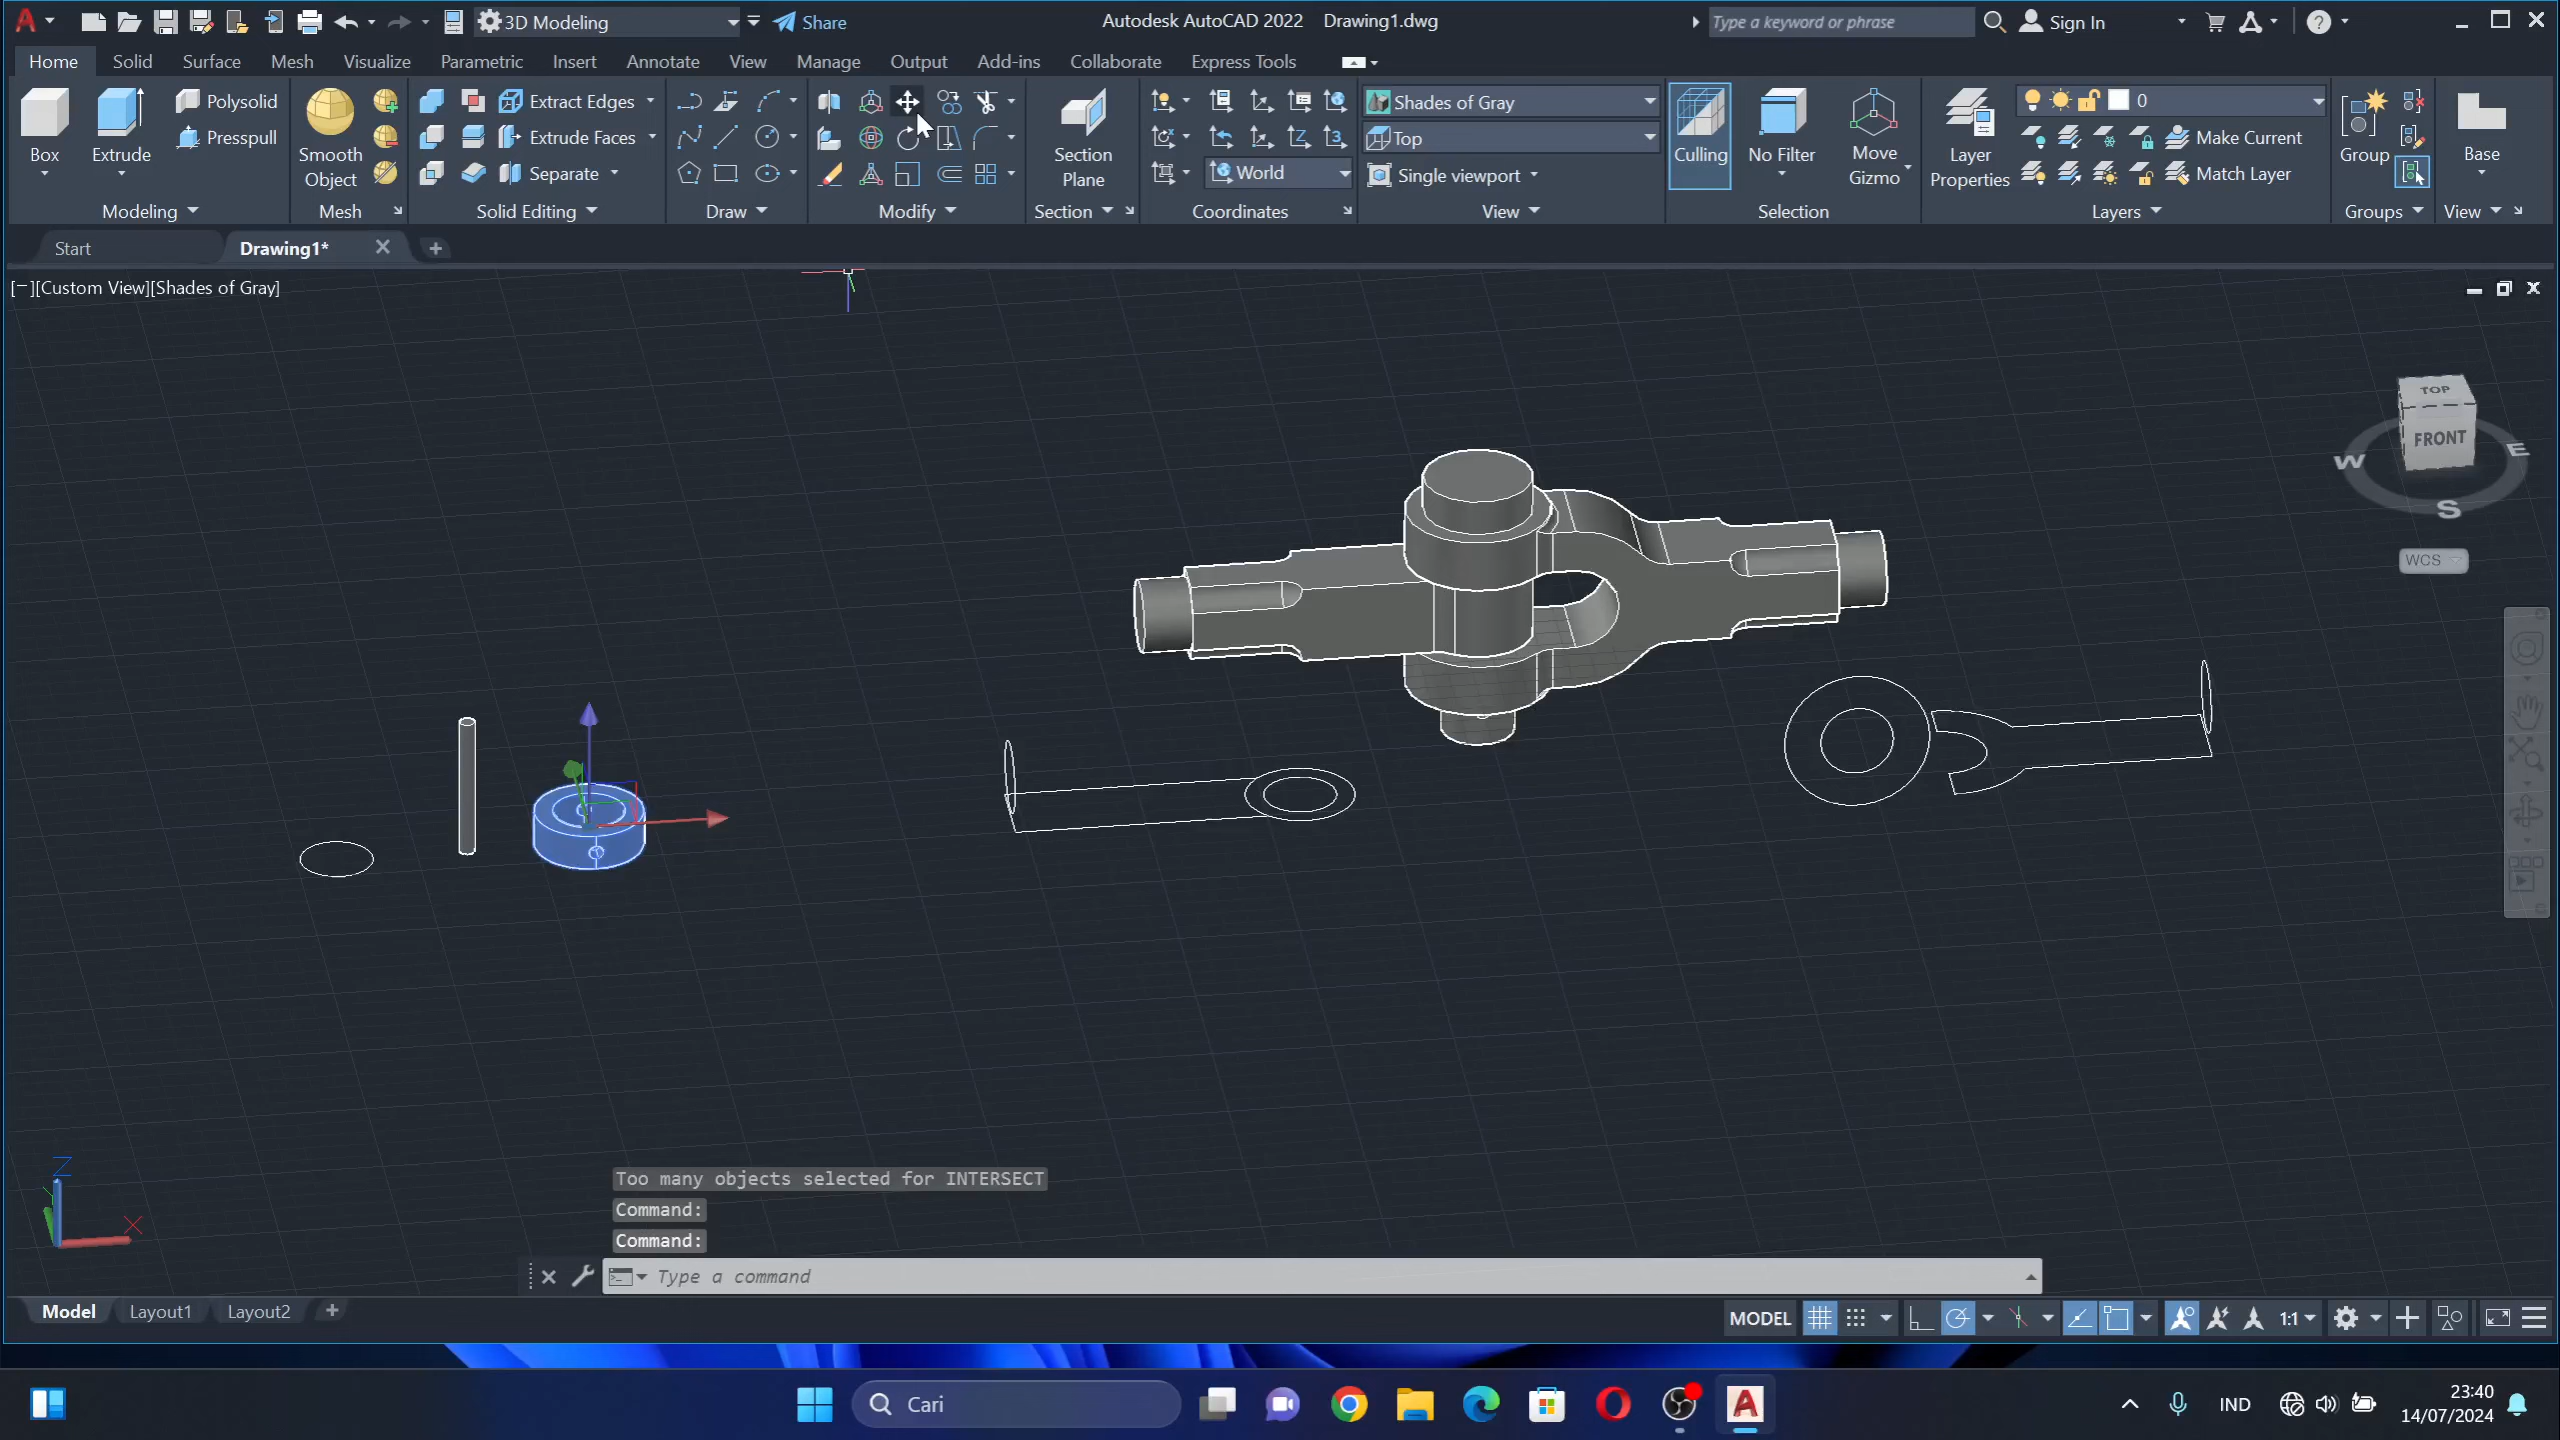 3D Modeling
Share
Autodesk AutoCAD 2022 Drawing1.dwg
Type a keyword or phrase
Sign In
Home Solid Surface Mesh Visualize Parametric Insert Annotate View Manage Output Add-ins Collaborate Express Tools
Box
Extrude
Polysolid
Presspull
Modeling
Smooth
Object
Mesh
Extract Edges
Extrude Faces
Separate
Solid Editing
Draw
Modify
Section
Plane
Section
World
Coordinates
Shades of Gray
Top
Single viewport
View
Culling
No Filter
Move
Gizmo
Selection
Layer
Properties
0
Make Current
Match Layer
Layers
Group
Groups
Base
View
Start
Drawing1*
[−][Custom View][Shades of Gray]
TOP
FRONT
W
E
S
WCS
Z
X
Too many objects selected for INTERSECT
Command:
Command:
Type a command
Model Layout1 Layout2
MODEL
1:1
Cari
IND
23:40
14/07/2024